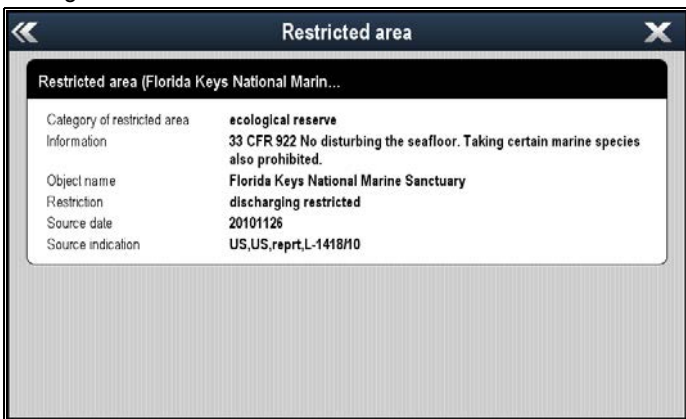 Restricted area
Restricted area (Florida Keys National Marin...
Category of restricted area ecological reserve
Information 33 CFR 922 No disturbing the seafloor. Taking certain marine species
also prohibited.
Object name Florida Keys National Marine Sanctuary
Restriction discharging restricted
Source date 20101126
Source indication US,US,reprt,L-1418/10